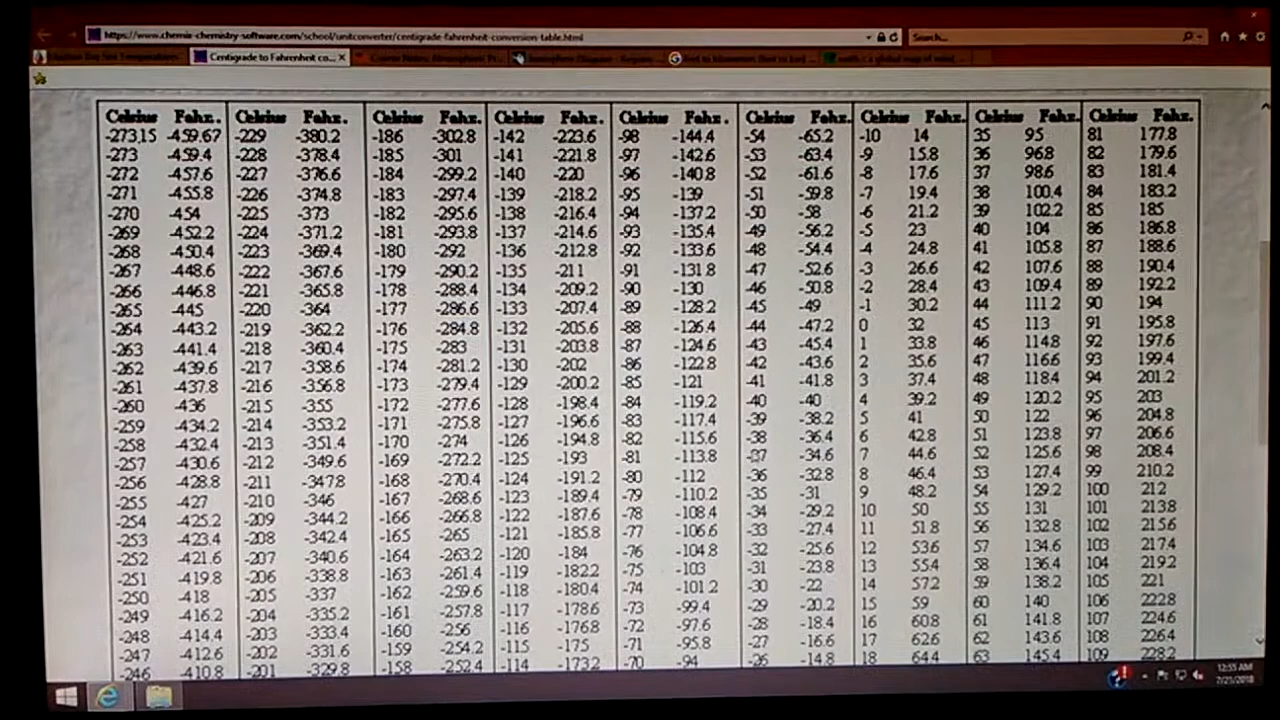 https://www.chemie-chemistry-software.com/school/unitconverter/centigrade-fahrenheit-conversion-table.html Search...
Centigrade to Fahrenheit co...
Celsius Fahr. Celsius Fahr. Celsius Fahr. Celsius Fahr. Celsius Fahr. Celsius Fahr. Celsius Fahr. Celsius Fahr. Celsius Fahr.
-273.15 -459.67 -229 -380.2 -186 -302.8 -142 -223.6 -98 -144.4 -54 -65.2 -10 14 35 95 81 177.8
-273 -459.4 -228 -378.4 -185 -301 -141 -221.8 -97 -142.6 -53 -63.4 -9 15.8 36 96.8 82 179.6
-272 -457.6 -227 -376.6 -184 -299.2 -140 -220 -96 -140.8 -52 -61.6 -8 17.6 37 98.6 83 181.4
-271 -455.8 -226 -374.8 -183 -297.4 -139 -218.2 -95 -139 -51 -59.8 -7 19.4 38 100.4 84 183.2
-270 -454 -225 -373 -182 -295.6 -138 -216.4 -94 -137.2 -50 -58 -6 21.2 39 102.2 85 185
-269 -452.2 -224 -371.2 -181 -293.8 -137 -214.6 -93 -135.4 -49 -56.2 -5 23 40 104 86 186.8
-268 -450.4 -223 -369.4 -180 -292 -136 -212.8 -92 -133.6 -48 -54.4 -4 24.8 41 105.8 87 188.6
-267 -448.6 -222 -367.6 -179 -290.2 -135 -211 -91 -131.8 -47 -52.6 -3 26.6 42 107.6 88 190.4
-266 -446.8 -221 -365.8 -178 -288.4 -134 -209.2 -90 -130 -46 -50.8 -2 28.4 43 109.4 89 192.2
-265 -445 -220 -364 -177 -286.6 -133 -207.4 -89 -128.2 -45 -49 -1 30.2 44 111.2 90 194
-264 -443.2 -219 -362.2 -176 -284.8 -132 -205.6 -88 -126.4 -44 -47.2 0 32 45 113 91 195.8
-263 -441.4 -218 -360.4 -175 -283 -131 -203.8 -87 -124.6 -43 -45.4 1 33.8 46 114.8 92 197.6
-262 -439.6 -217 -358.6 -174 -281.2 -130 -202 -86 -122.8 -42 -43.6 2 35.6 47 116.6 93 199.4
-261 -437.8 -216 -356.8 -173 -279.4 -129 -200.2 -85 -121 -41 -41.8 3 37.4 48 118.4 94 201.2
-260 -436 -215 -355 -172 -277.6 -128 -198.4 -84 -119.2 -40 -40 4 39.2 49 120.2 95 203
-259 -434.2 -214 -353.2 -171 -275.8 -127 -196.6 -83 -117.4 -39 -38.2 5 41 50 122 96 204.8
-258 -432.4 -213 -351.4 -170 -274 -126 -194.8 -82 -115.6 -38 -36.4 6 42.8 51 123.8 97 206.6
-257 -430.6 -212 -349.6 -169 -272.2 -125 -193 -81 -113.8 -37 -34.6 7 44.6 52 125.6 98 208.4
-256 -428.8 -211 -347.8 -168 -270.4 -124 -191.2 -80 -112 -36 -32.8 8 46.4 53 127.4 99 210.2
-255 -427 -210 -346 -167 -268.6 -123 -189.4 -79 -110.2 -35 -31 9 48.2 54 129.2 100 212
-254 -425.2 -209 -344.2 -166 -266.8 -122 -187.6 -78 -108.4 -34 -29.2 10 50 55 131 101 213.8
-253 -423.4 -208 -342.4 -165 -265 -121 -185.8 -77 -106.6 -33 -27.4 11 51.8 56 132.8 102 215.6
-252 -421.6 -207 -340.6 -164 -263.2 -120 -184 -76 -104.8 -32 -25.6 12 53.6 57 134.6 103 217.4
-251 -419.8 -206 -338.8 -163 -261.4 -119 -182.2 -75 -103 -31 -23.8 13 55.4 58 136.4 104 219.2
-250 -418 -205 -337 -162 -259.6 -118 -180.4 -74 -101.2 -30 -22 14 57.2 59 138.2 105 221
-249 -416.2 -204 -335.2 -161 -257.8 -117 -178.6 -73 -99.4 -29 -20.2 15 59 60 140 106 222.8
-248 -414.4 -203 -333.4 -160 -256 -116 -176.8 -72 -97.6 -28 -18.4 16 60.8 61 141.8 107 224.6
-247 -412.6 -202 -331.6 -159 -254.2 -115 -175 -71 -95.8 -27 -16.6 17 62.6 62 143.6 108 226.4
-246 -410.8 -201 -329.8 -158 -252.4 -114 -173.2 -70 -94 -26 -14.8 18 64.4 63 145.4 109 228.2
12:55 AM
7/21/2018